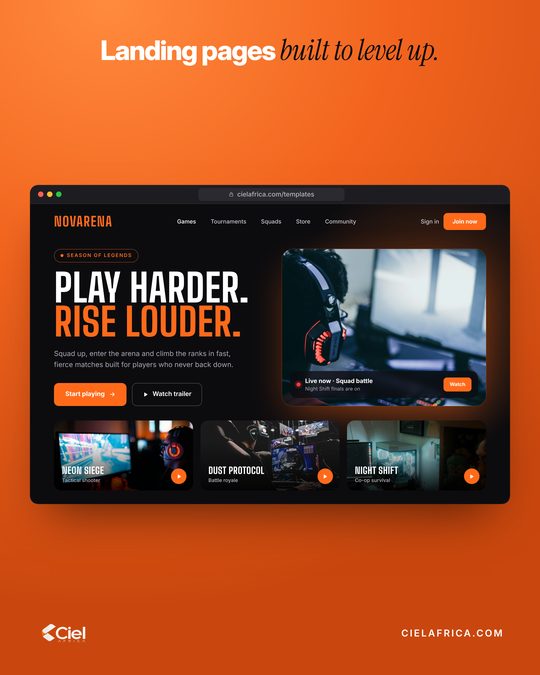 Landing pages built to level up.
cielafrica.com/templates
NOVARENA
Games Tournaments Squads Store Community
Sign in Join now
SEASON OF LEGENDS
PLAY HARDER.
RISE LOUDER.
Squad up, enter the arena and climb the ranks in fast,
fierce matches built for players who never back down.
Start playing → Watch trailer
Live now · Squad battle
Night Shift finals are on
Watch
NEON SIEGE
Tactical shooter
DUST PROTOCOL
Battle royale
NIGHT SHIFT
Co-op survival
Ciel
AFRICA
CIELAFRICA.COM